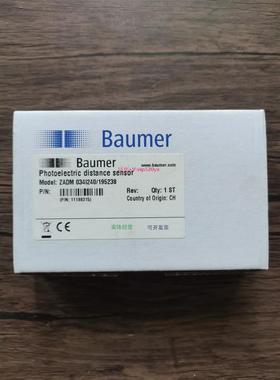 Baumer
Baumer
www.baumer.com
Photoelectric distance sensor
Model: ZADM 034I240/195238
P/N:
Rev:
Qty: 1 ST
(P/N: 11199215)
Country of Origin: CH
实体经营
可开发票